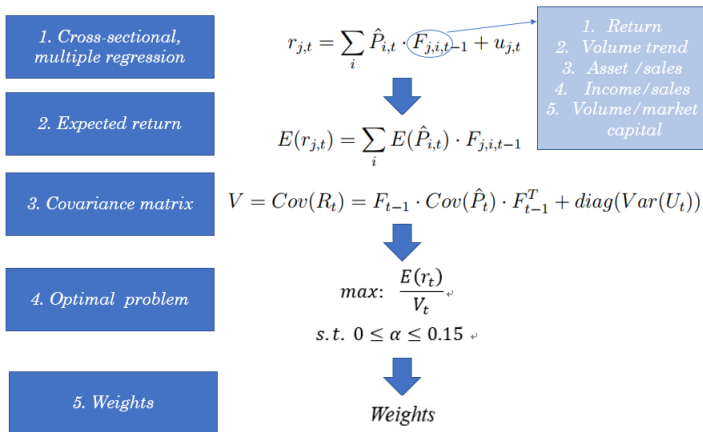 1. Cross-sectional,
multiple regression
r_{j,t} = \sum_i \hat{P}_{i,t} \cdot F_{j,i,t-1} + u_{j,t}
1. Return
2. Volume trend
3. Asset /sales
4. Income/sales
5. Volume/market
capital
2. Expected return
E(r_{j,t}) = \sum_i E(\hat{P}_{i,t}) \cdot F_{j,i,t-1}
3. Covariance matrix
V = Cov(R_t) = F_{t-1} \cdot Cov(\hat{P}_t) \cdot F_{t-1}^T + diag(Var(U_t))
4. Optimal problem
max: \frac{E(r_t)}{V_t}
s.t. 0 ≤ α ≤ 0.15
5. Weights
Weights